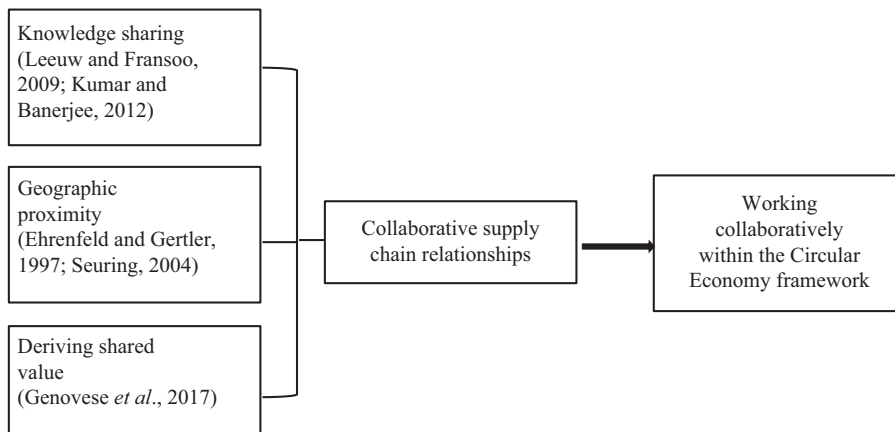 Knowledge sharing
(Leeuw and Fransoo,
2009; Kumar and
Banerjee, 2012)
Geographic
proximity
(Ehrenfeld and Gertler,
1997; Seuring, 2004)
Deriving shared
value
(Genovese et al., 2017)
Collaborative supply
chain relationships
Working
collaboratively
within the Circular
Economy framework